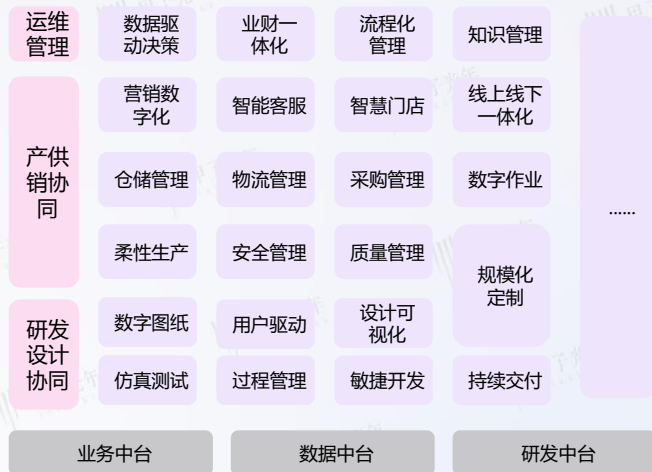 运维
管理
数据驱
动决策
业财一
体化
流程化
管理
知识管理
产供
销协
同
营销数
字化
智能客服
智慧门店
线上线下
一体化
仓储管理
物流管理
采购管理
数字作业
......
柔性生产
安全管理
质量管理
规模化
定制
研发
设计
协同
数字图纸
用户驱动
设计可
视化
仿真测试
过程管理
敏捷开发
持续交付
业务中台
数据中台
研发中台